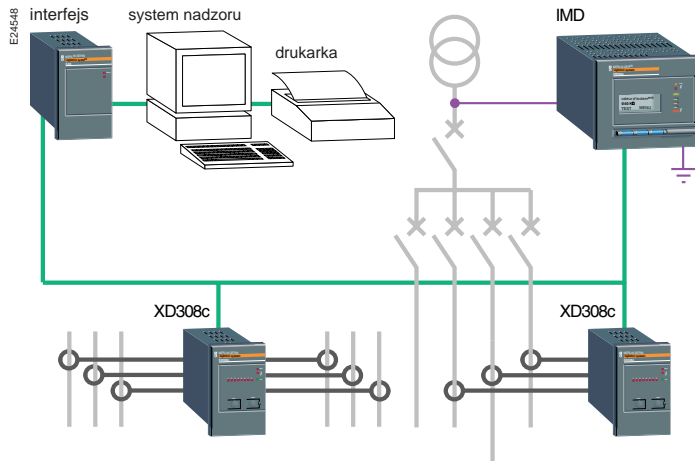 E24548
interfejs
system nadzoru
drukarka
IMD
XD308c
XD308c